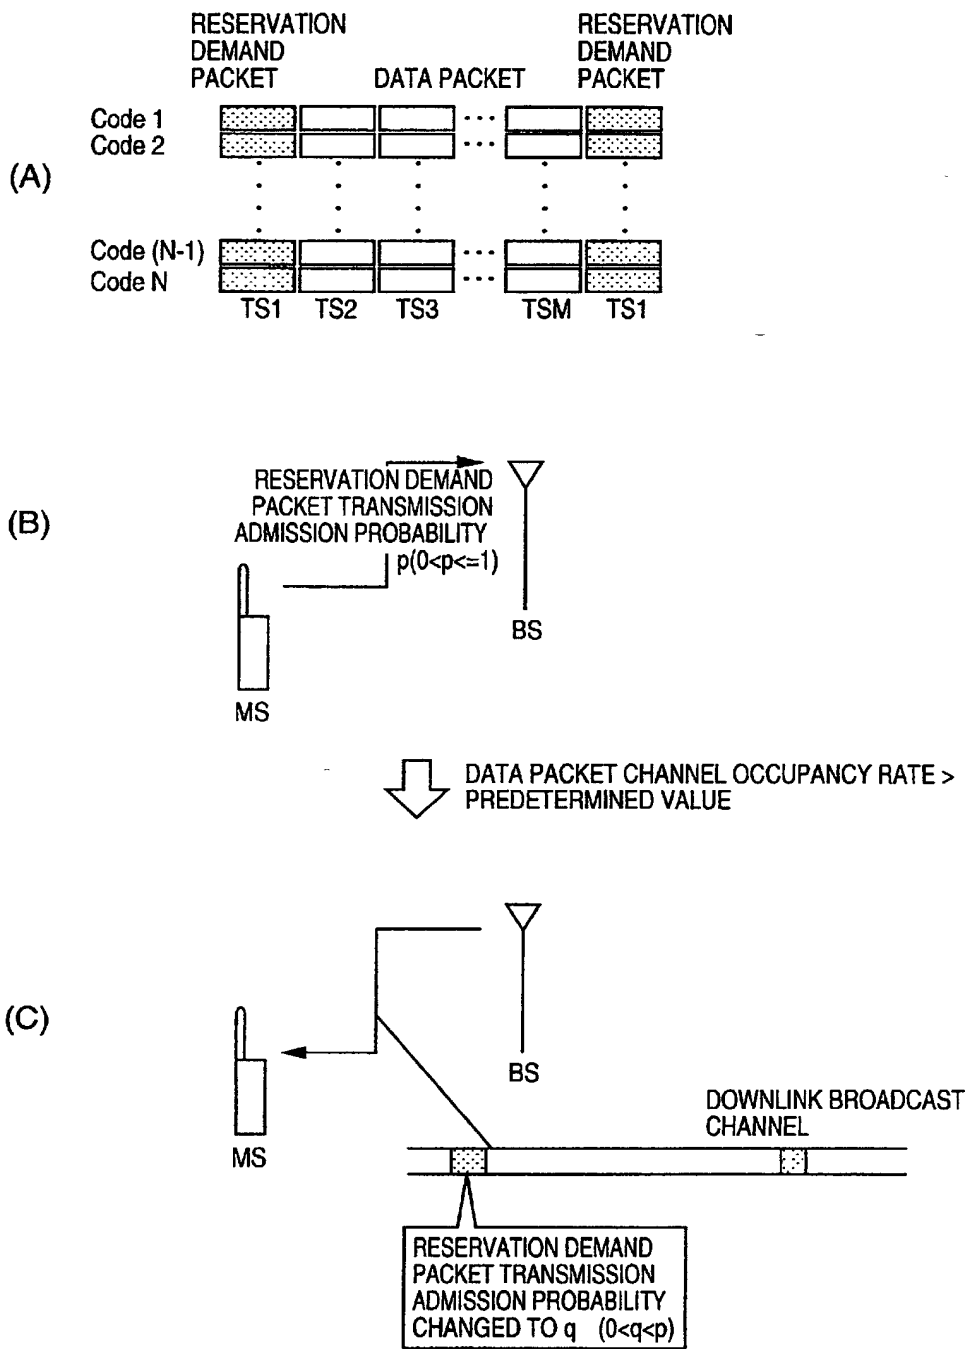 RESERVATION
DEMAND
PACKET
DATA PACKET
RESERVATION
DEMAND
PACKET
(A)
Code 1
Code 2
Code (N-1)
Code N
TS1
TS2
TS3
TSM
TS1
(B)
RESERVATION DEMAND
PACKET TRANSMISSION
ADMISSION PROBABILITY
p(0<p<=1)
MS
BS
DATA PACKET CHANNEL OCCUPANCY RATE >
PREDETERMINED VALUE
(C)
MS
BS
DOWNLINK BROADCAST
CHANNEL
RESERVATION DEMAND
PACKET TRANSMISSION
ADMISSION PROBABILITY
CHANGED TO q (0<q<p)